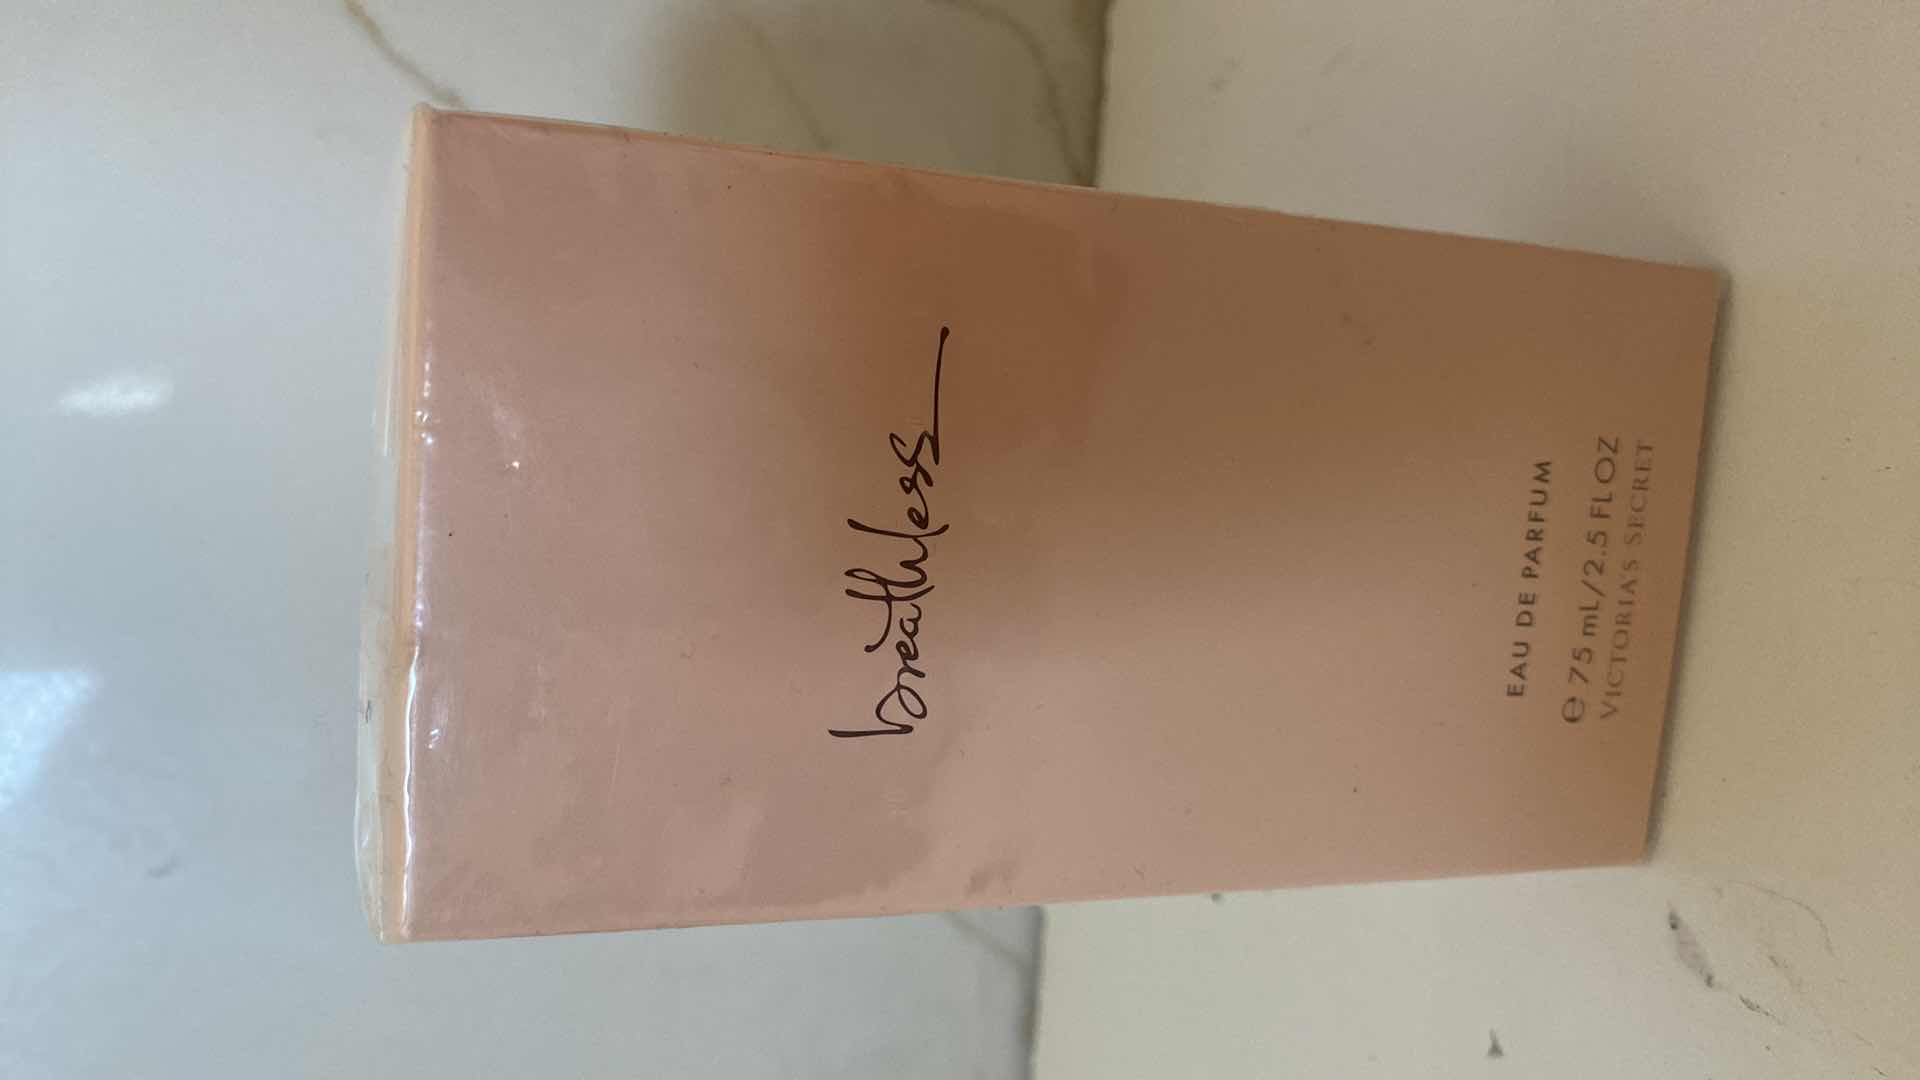 breathless
EAU DE PARFUM
℮ 75 mL/2.5 FL OZ
VICTORIA'S SECRET